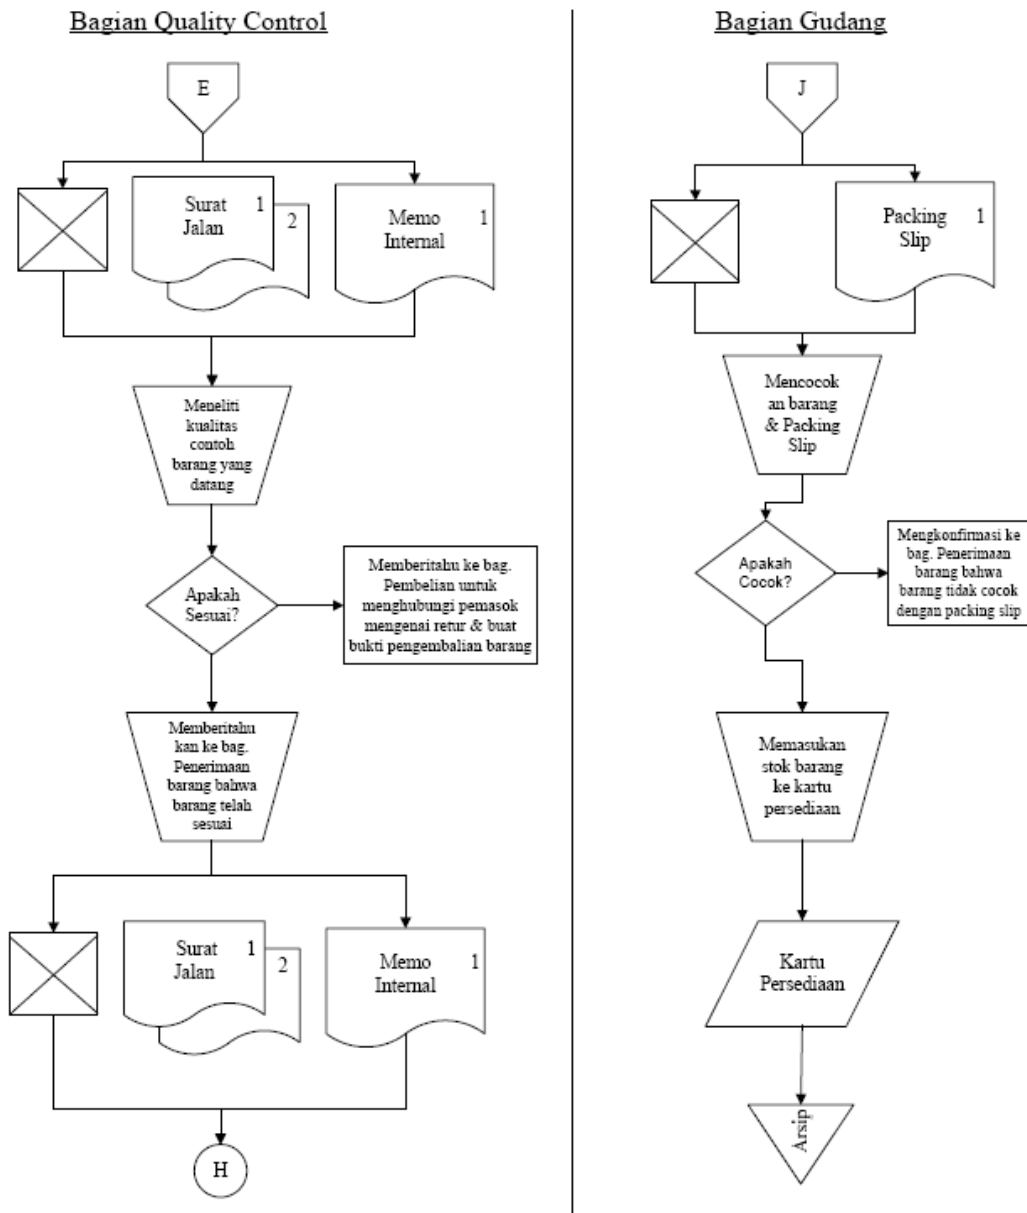 Bagian Quality Control
E
Surat
Jalan
1
2
Memo
Internal
1
Meneliti
kualitas
contoh
barang yang
datang
Apakah
Sesuai?
Memberitahu ke bag.
Pembelian untuk
menghubungi pemasok
mengenai retur & buat
bukti pengembalian barang
Memberitahu
kan ke bag.
Penerimaan
barang bahwa
barang telah
sesuai
Surat
Jalan
1
2
Memo
Internal
1
H
Bagian Gudang
J
Packing
Slip
1
Mencocok
an barang
& Packing
Slip
Apakah
Cocok?
Mengkonfirmasi ke
bag. Penerimaan
barang bahwa
barang tidak cocok
dengan packing slip
Memasukan
stok barang
ke kartu
persediaan
Kartu
Persediaan
Arsip